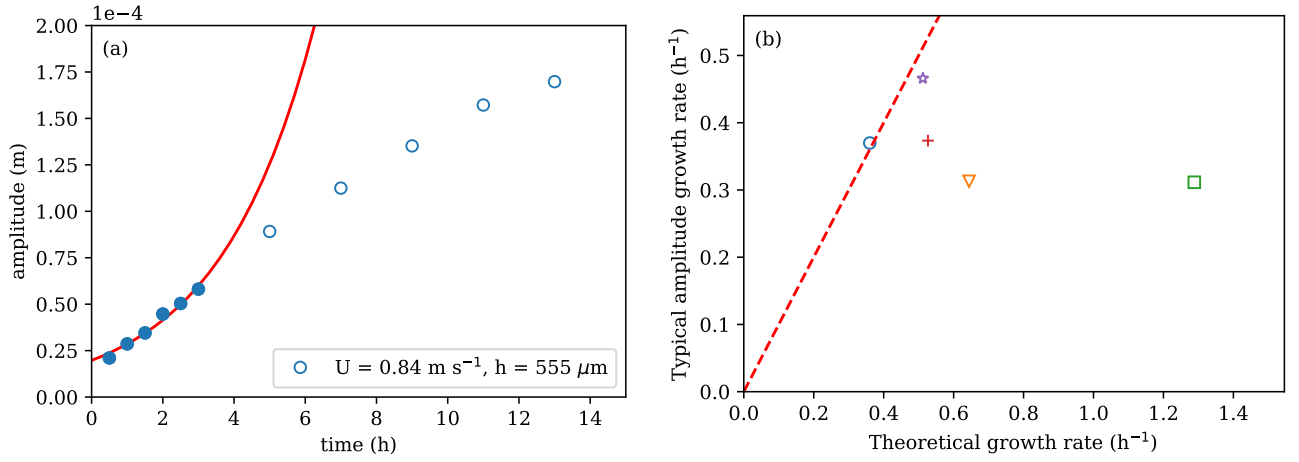 1e−4
(a)
2.00
1.75
1.50
1.25
1.00
0.75
0.50
0.25
0.00
amplitude (m)
U = 0.84 m s⁻¹, h = 555 μm
0 2 4 6 8 10 12 14
time (h)
(b)
0.5
0.4
0.3
0.2
0.1
0.0
Typical amplitude growth rate (h⁻¹)
0.0 0.2 0.4 0.6 0.8 1.0 1.2 1.4
Theoretical growth rate (h⁻¹)